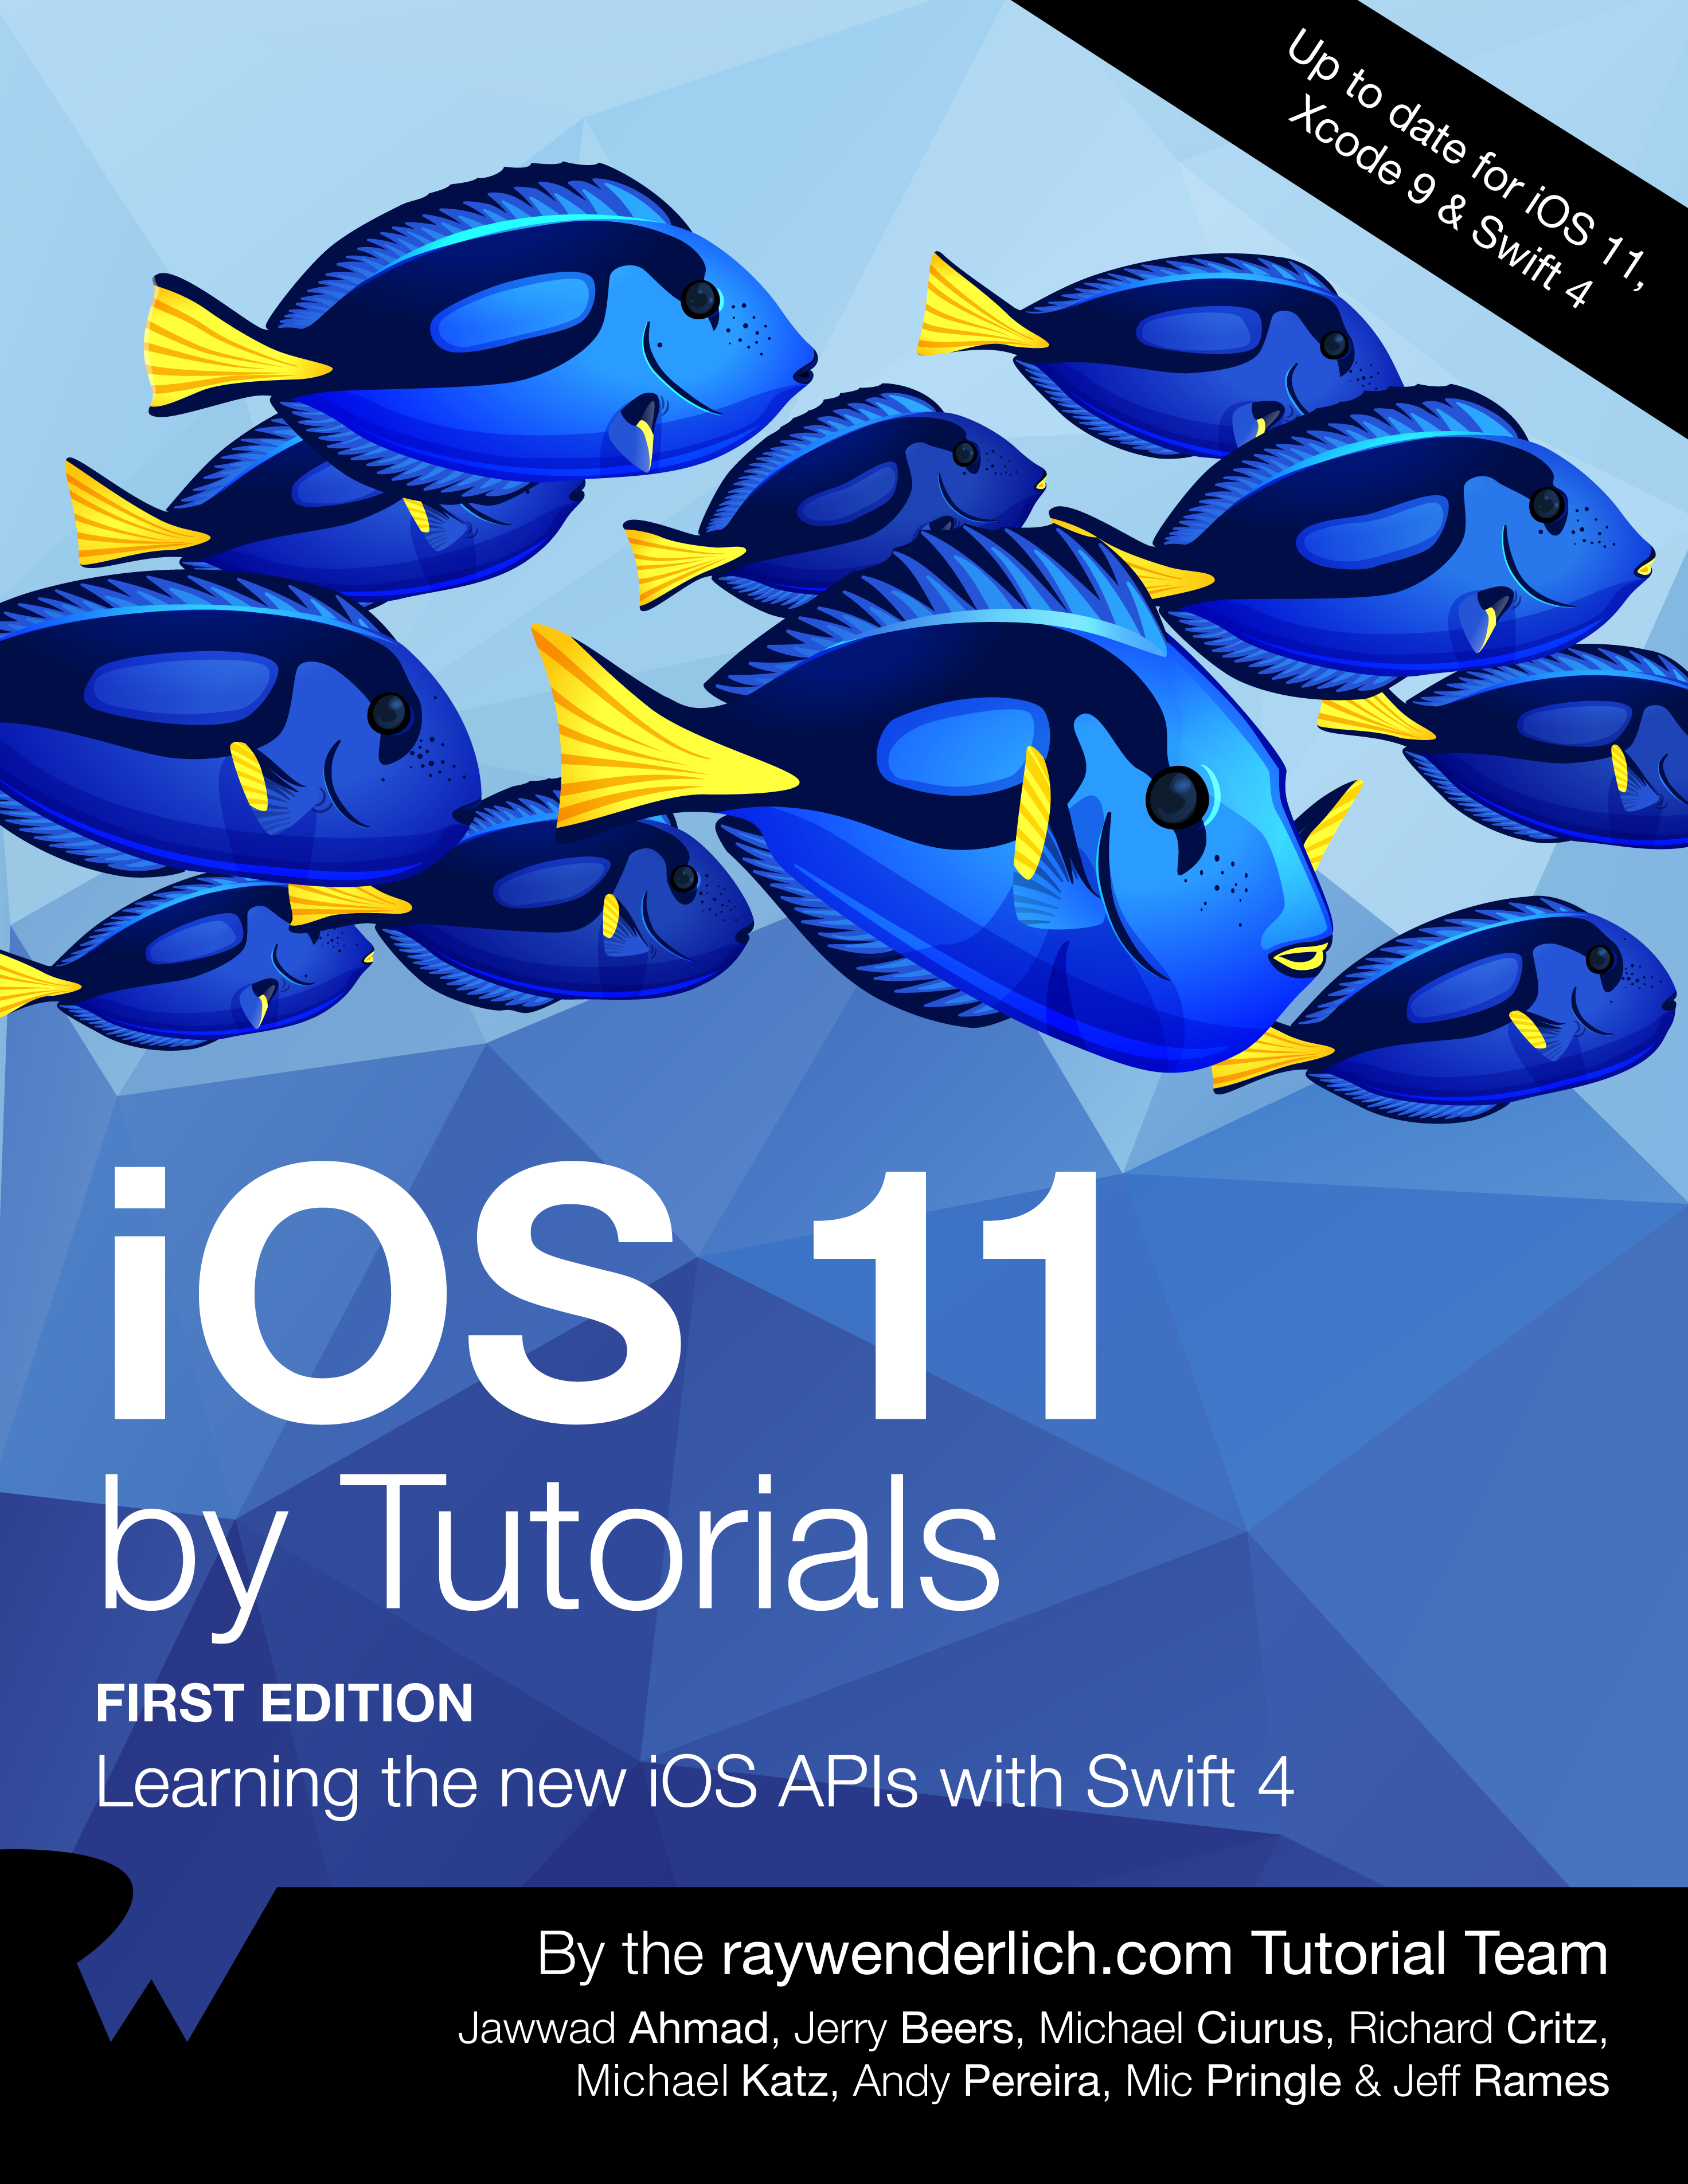 Up to date for iOS 11,
Xcode 9 & Swift 4
iOS 11
by Tutorials
FIRST EDITION
Learning the new iOS APIs with Swift 4
By the raywenderlich.com Tutorial Team
Jawwad Ahmad, Jerry Beers, Michael Ciurus, Richard Critz,
Michael Katz, Andy Pereira, Mic Pringle & Jeff Rames